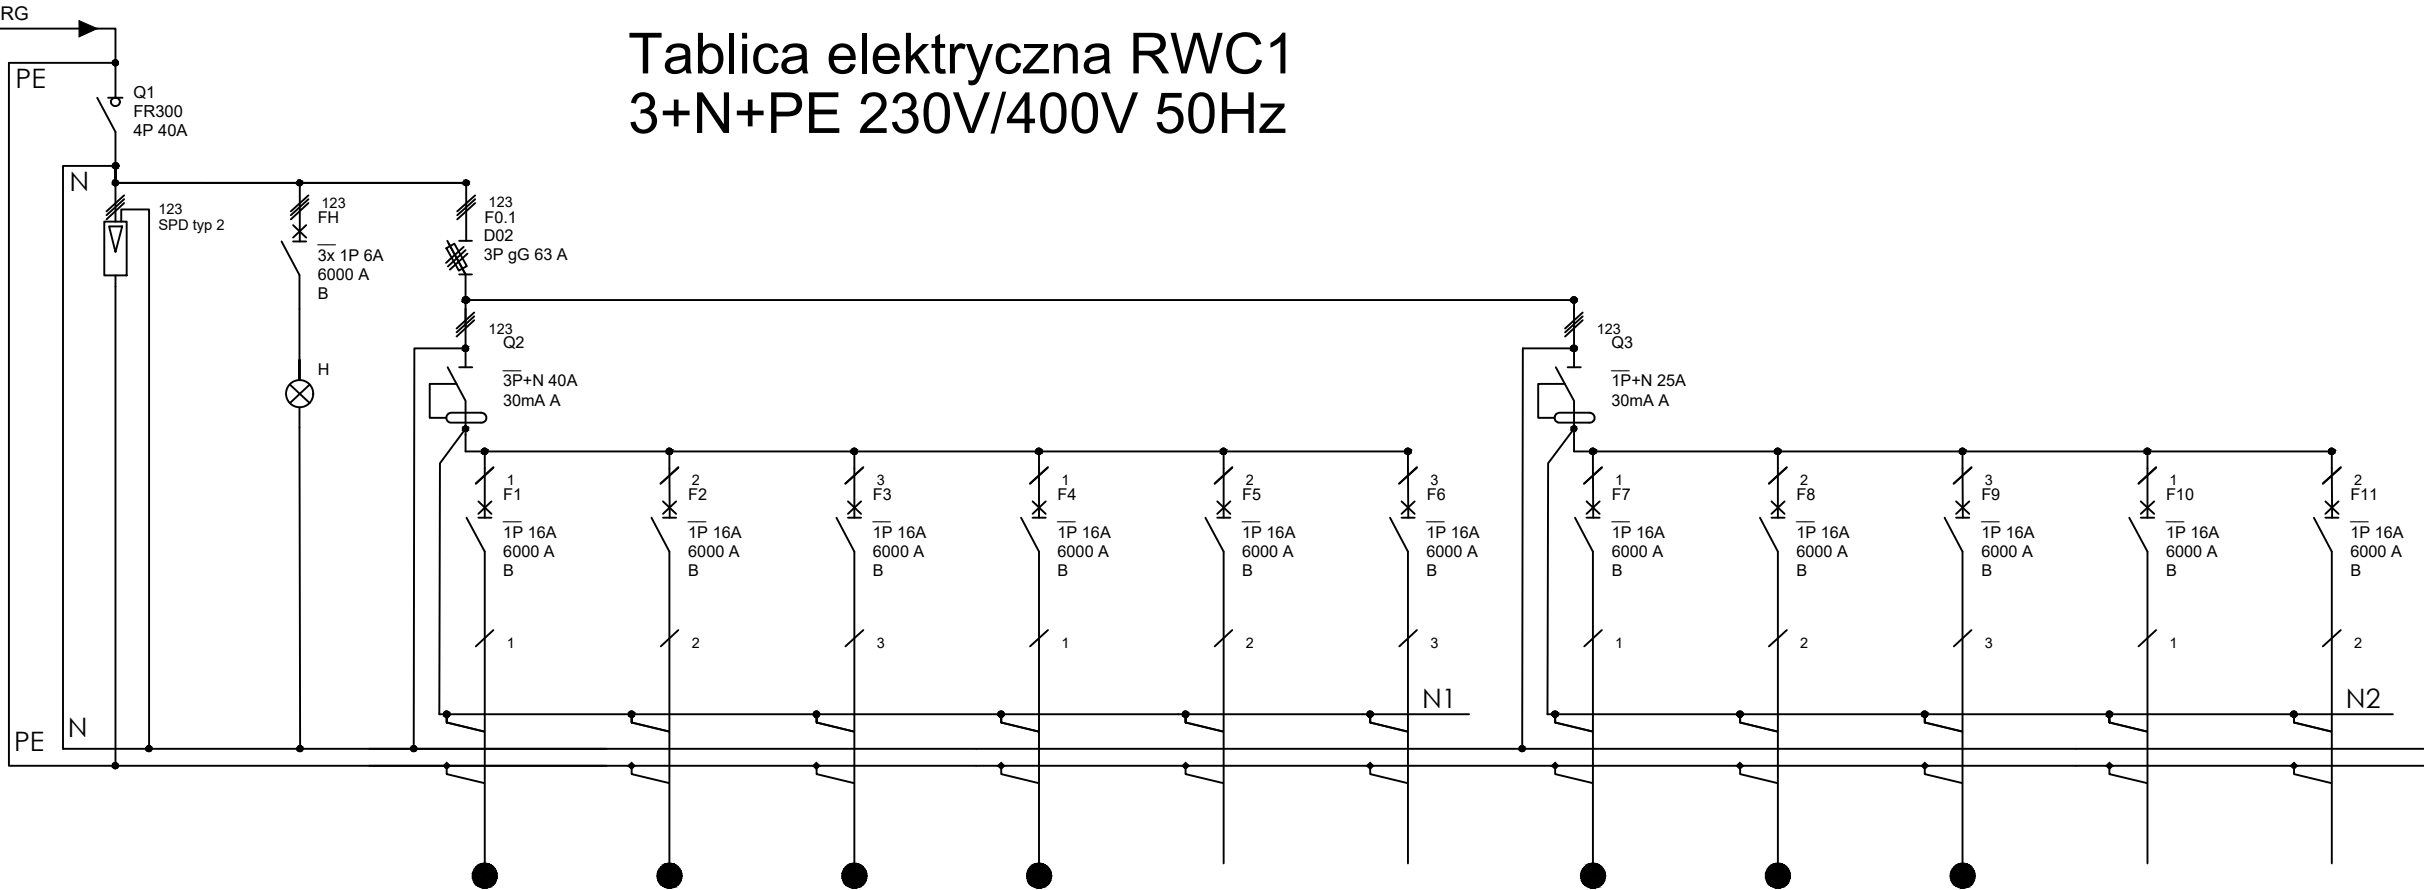 RG
Tablica elektryczna RWC1
3+N+PE 230V/400V 50Hz
PE
Q1
FR300
4P 40A
N
123
SPD typ 2
123
FH
3x 1P 6A
6000 A
B
H
123
F0.1
D02
3P gG 63 A
123
Q2
3P+N 40A
30mA A
123
Q3
1P+N 25A
30mA A
1
F1
1P 16A
6000 A
B
1
2
F2
1P 16A
6000 A
B
2
3
F3
1P 16A
6000 A
B
3
1
F4
1P 16A
6000 A
B
1
2
F5
1P 16A
6000 A
B
2
3
F6
1P 16A
6000 A
B
3
1
F7
1P 16A
6000 A
B
1
2
F8
1P 16A
6000 A
B
2
3
F9
1P 16A
6000 A
B
3
1
F10
1P 16A
6000 A
B
1
2
F11
1P 16A
6000 A
B
2
N1
N2
N
PE